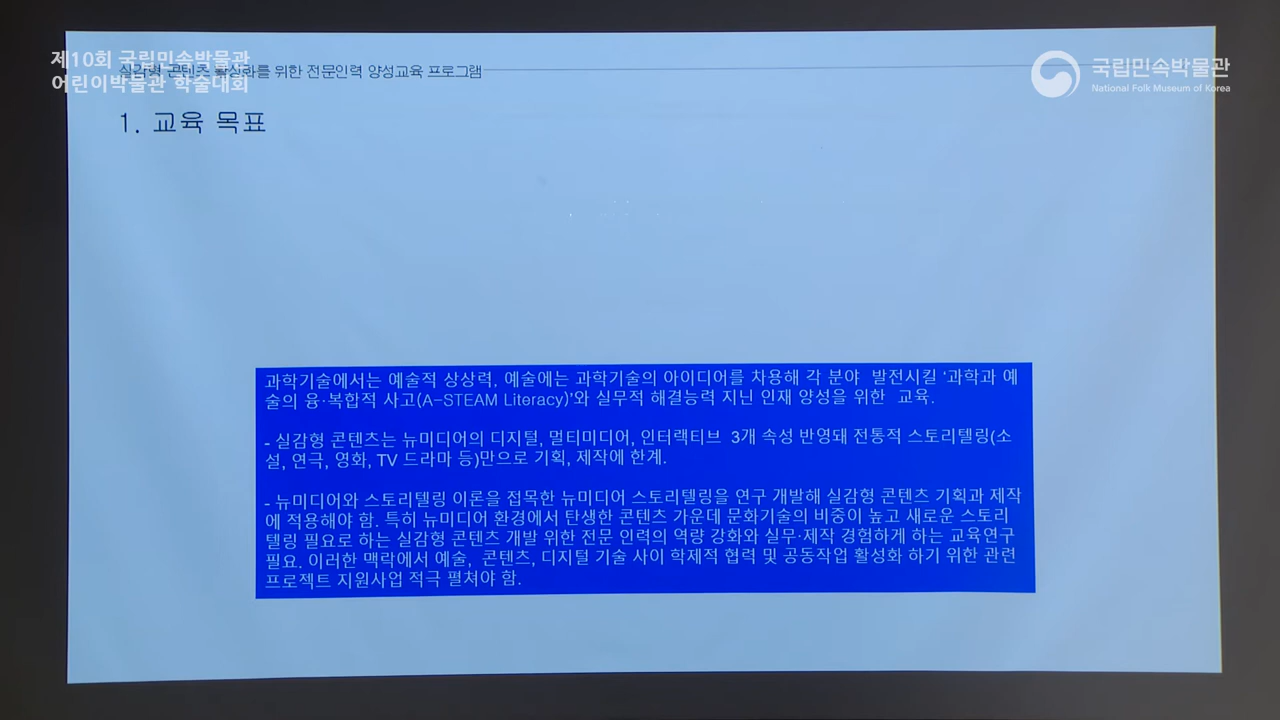 제10회 국립민속박물관
어린이박물관 학술대회
국립민속박물관
National Folk Museum of Korea
위한 전문인력 양성교육 프로그램
1. 교육 목표
과학기술에서는 예술적 상상력, 예술에는 과학기술의 아이디어를 차용해 각 분야 발전시킬 '과학과 예
술의 융·복합적 사고(A-STEAM Literacy)'와 실무적 해결능력 지닌 인재 양성을 위한 교육.
- 실감형 콘텐츠는 뉴미디어의 디지털, 멀티미디어, 인터랙티브 3개 속성 반영돼 전통적 스토리텔링(소
설, 연극, 영화, TV 드라마 등)만으로 기획, 제작에 한계.
- 뉴미디어와 스토리텔링 이론을 접목한 뉴미디어 스토리텔링을 연구 개발해 실감형 콘텐츠 기획과 제작
에 적용해야 함. 특히 뉴미디어 환경에서 탄생한 콘텐츠 가운데 문화기술의 비중이 높고 새로운 스토리
텔링 필요로 하는 실감형 콘텐츠 개발 위한 전문 인력의 역량 강화와 실무·제작 경험하게 하는 교육연구
필요. 이러한 맥락에서 예술, 콘텐츠, 디지털 기술 사이 학제적 협력 및 공동작업 활성화 하기 위한 관련
프로젝트 지원사업 적극 펼쳐야 함.